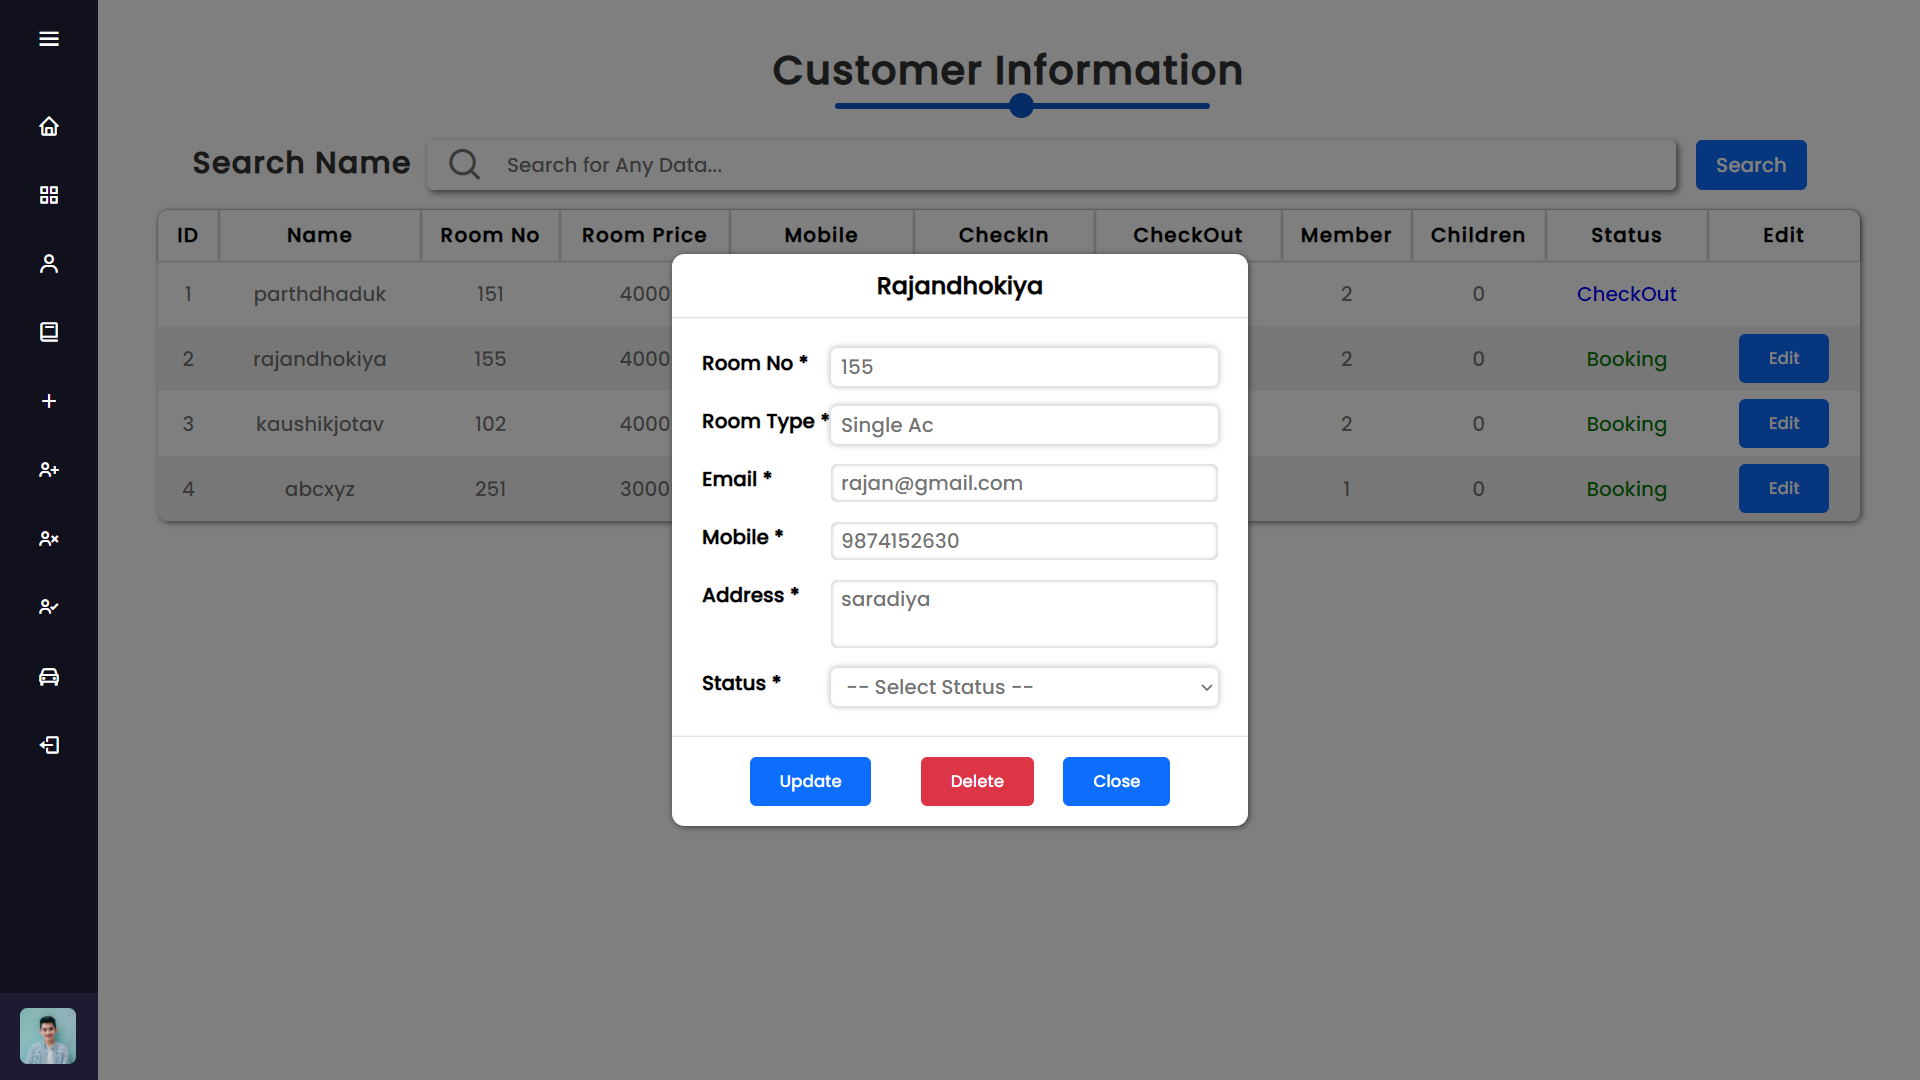 Customer Information
Search Name
Search for Any Data...
Search
ID Name Room No Room Price Mobile CheckIn CheckOut Member Children Status Edit
1 parthdhaduk 151 4000 2 0 CheckOut
2 rajandhokiya 155 4000 2 0 Booking Edit
3 kaushikjotav 102 4000 2 0 Booking Edit
4 abcxyz 251 3000 1 0 Booking Edit
Rajandhokiya
Room No * 155
Room Type * Single Ac
Email * rajan@gmail.com
Mobile * 9874152630
Address * saradiya
Status * -- Select Status --
Update Delete Close